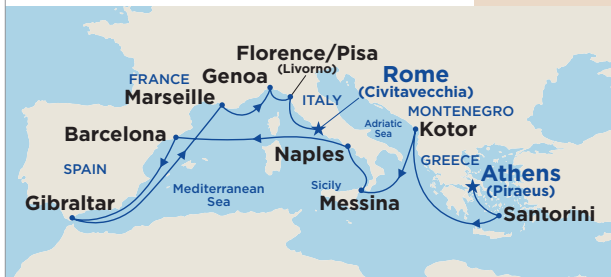 Florence/Pisa
(Livorno)
Rome
(Civitavecchia)
FRANCE
Genoa
Marseille
ITALY
MONTENEGRO
Adriatic
Sea
Kotor
Barcelona
Naples
GREECE
SPAIN
Athens
(Piraeus)
Mediterranean
Sea
Sicily
Gibraltar
Messina
Santorini